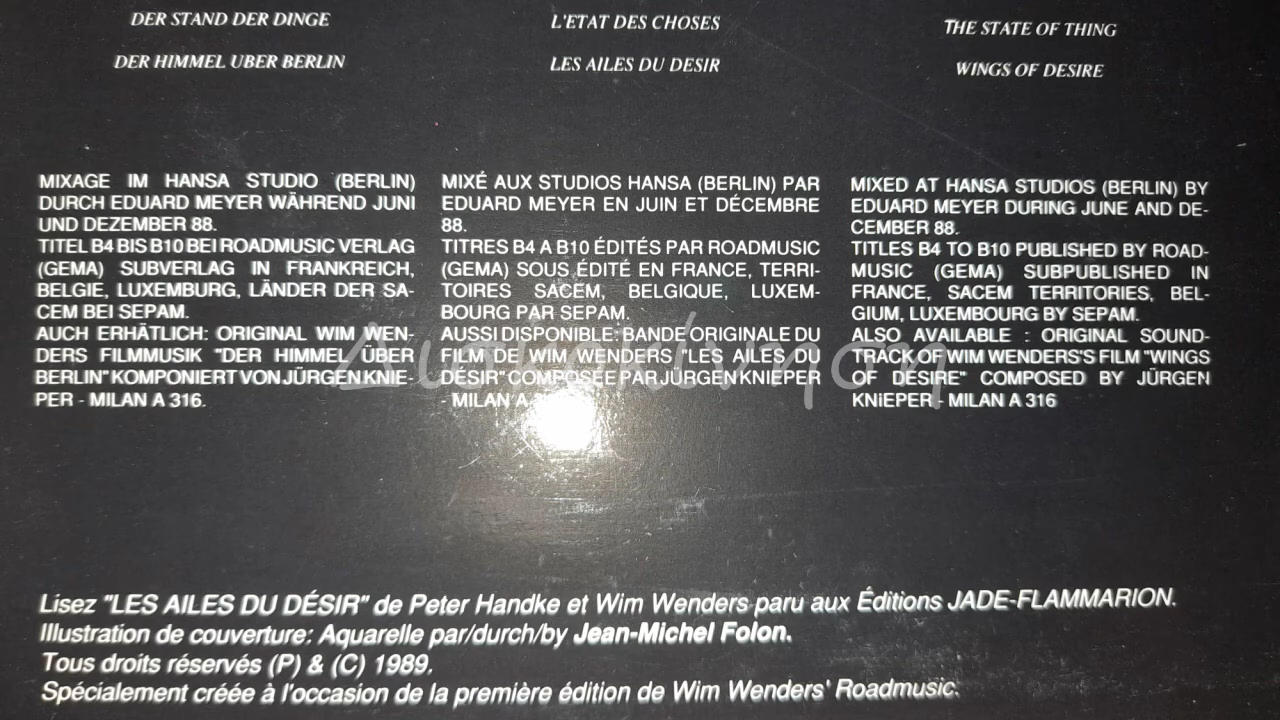 DER STAND DER DINGE
DER HIMMEL UBER BERLIN
L'ETAT DES CHOSES
LES AILES DU DESIR
THE STATE OF THING
WINGS OF DESIRE
MIXAGE IM HANSA STUDIO (BERLIN)
DURCH EDUARD MEYER WÄHREND JUNI
UND DEZEMBER 88.
TITEL B4 BIS B10 BEI ROADMUSIC VERLAG
(GEMA) SUBVERLAG IN FRANKREICH,
BELGIE, LUXEMBURG, LÄNDER DER SA-
CEM BEI SEPAM.
AUCH ERHÄTLICH: ORIGINAL WIM WEN-
DERS FILMMUSIK "DER HIMMEL ÜBER
BERLIN" KOMPONIERT VON JÜRGEN KNIE-
PER - MILAN A 316.
MIXÉ AUX STUDIOS HANSA (BERLIN) PAR
EDUARD MEYER EN JUIN ET DÉCEMBRE
88.
TITRES B4 A B10 ÉDITÉS PAR ROADMUSIC
(GEMA) SOUS ÉDITÉ EN FRANCE, TERRI-
TOIRES SACEM, BELGIQUE, LUXEM-
BOURG PAR SEPAM.
AUSSI DISPONIBLE: BANDE ORIGINALE DU
FILM DE WIM WENDERS "LES AILES DU
DÉSIR" COMPOSÉE PAR JÜRGEN KNIEPER
- MILAN A
MIXED AT HANSA STUDIOS (BERLIN) BY
EDUARD MEYER DURING JUNE AND DE-
CEMBER 88.
TITLES B4 TO B10 PUBLISHED BY ROAD-
MUSIC (GEMA) SUBPUBLISHED IN
FRANCE, SACEM TERRITORIES, BEL-
GIUM, LUXEMBOURG BY SEPAM.
ALSO AVAILABLE : ORIGINAL SOUND-
TRACK OF WIM WENDERS'S FILM "WINGS
OF DESIRE" COMPOSED BY JÜRGEN
KNiEPER - MILAN A 316
Lisez "LES AILES DU DÉSIR" de Peter Handke et Wim Wenders paru aux Éditions JADE-FLAMMARION.
Illustration de couverture: Aquarelle par/durch/by Jean-Michel Folon.
Tous droits réservés (P) & (C) 1989.
Spécialement créée à l'occasion de la première édition de Wim Wenders' Roadmusic.